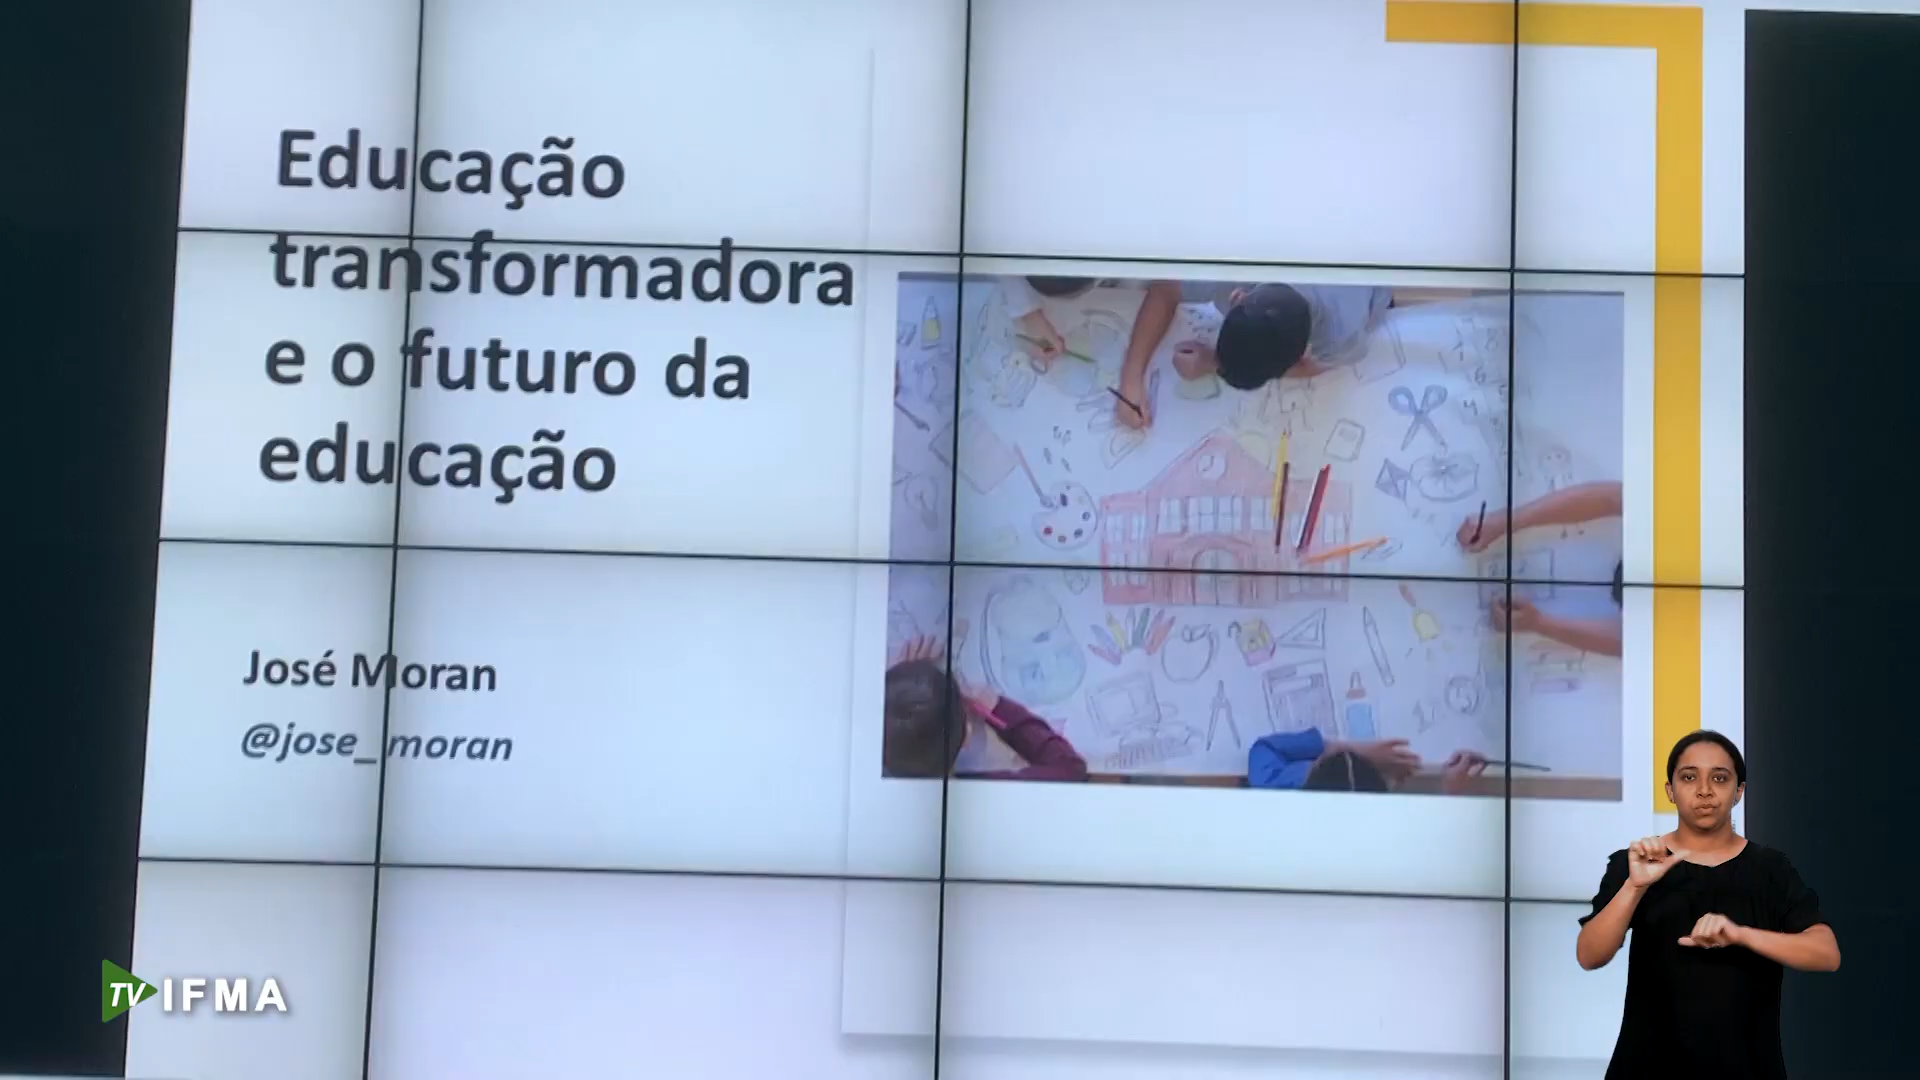 Educação
transformadora
e o futuro da
educação
José Moran
@jose_moran
TV IFMA